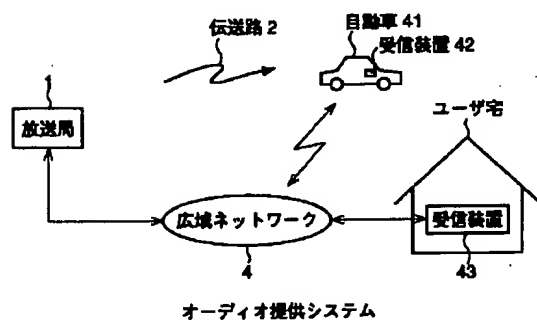 伝送路 2
自動車 41
受信装置 42
1
放送局
ユーザ宅
広域ネットワーク
受信装置
4
43
オーディオ提供システム